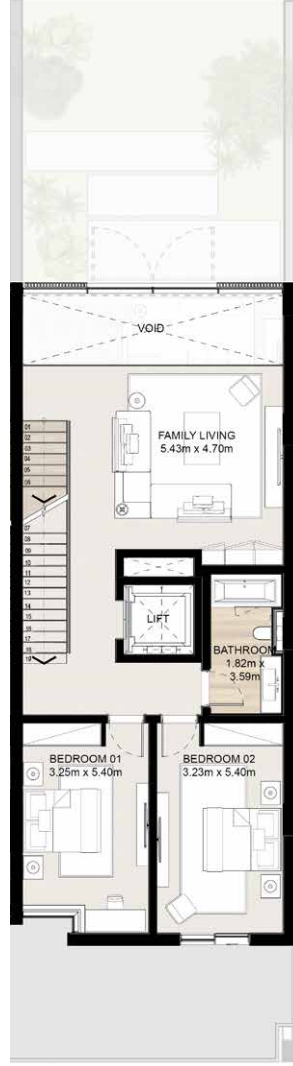 VOID
FAMILY LIVING
5.43m x 4.70m
01
02
03
04
05
06
07
08
09
10
11
12
13
14
15
16
17
18
19
LIFT
BATHROOM
1.82m x
3.59m
BEDROOM 01
3.25m x 5.40m
BEDROOM 02
3.23m x 5.40m